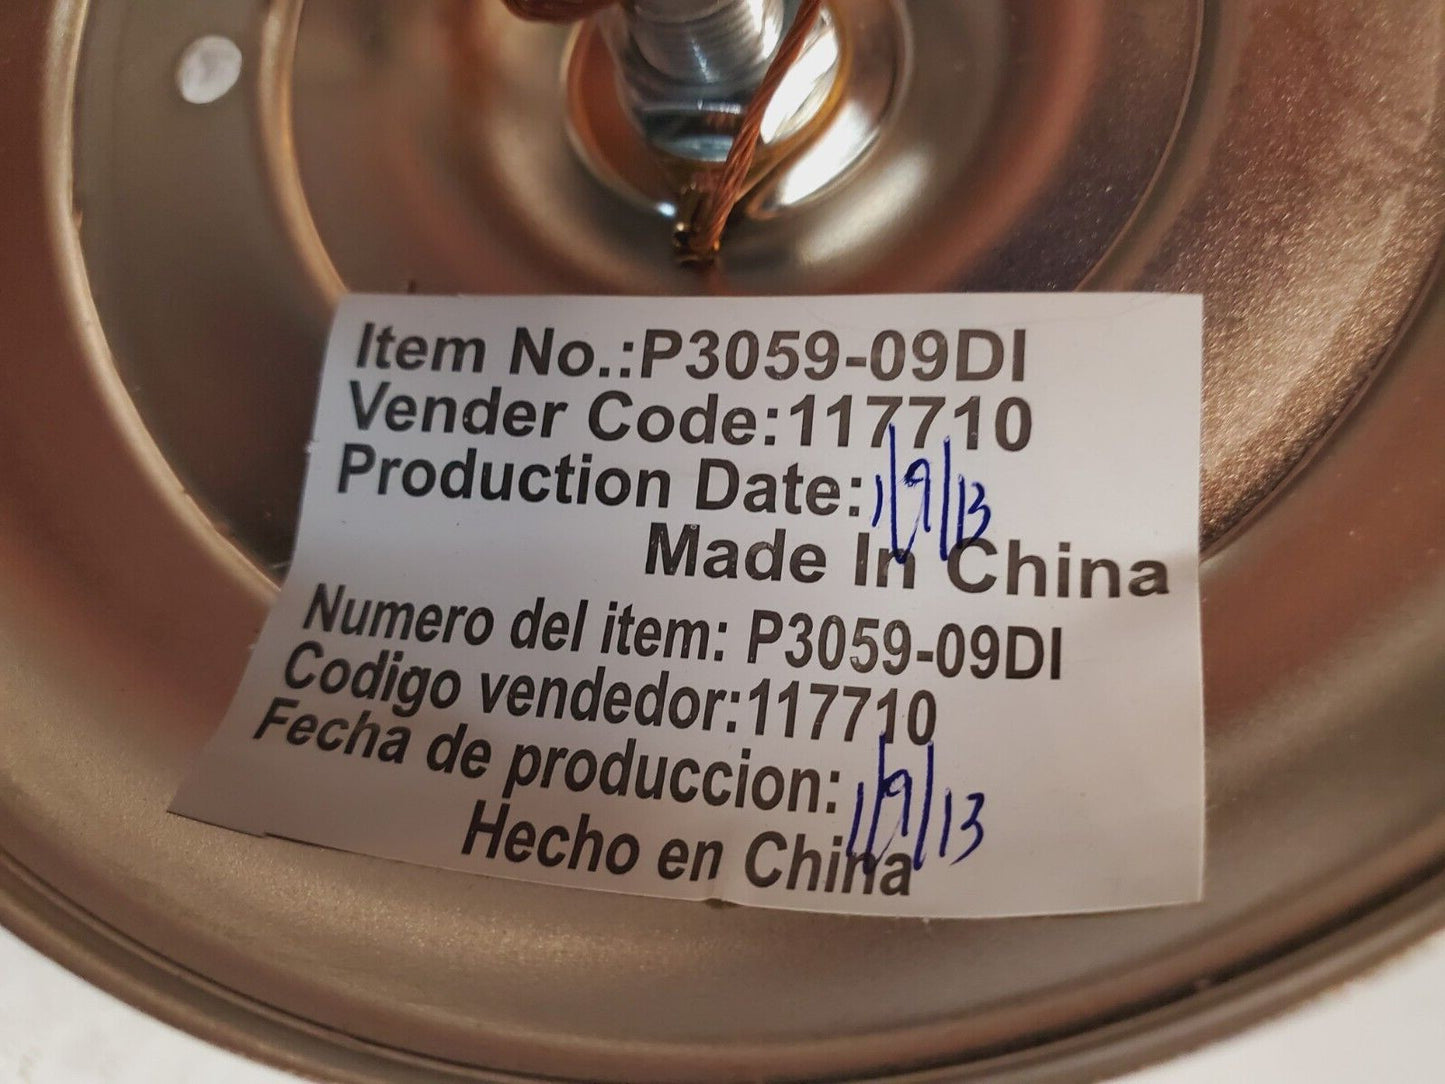 Item No.:P3059-09DI
Vender Code:117710
Production Date:1/9/13
Made In China
Numero del item: P3059-09DI
Codigo vendedor:117710
Fecha de produccion:1/9/13
Hecho en China